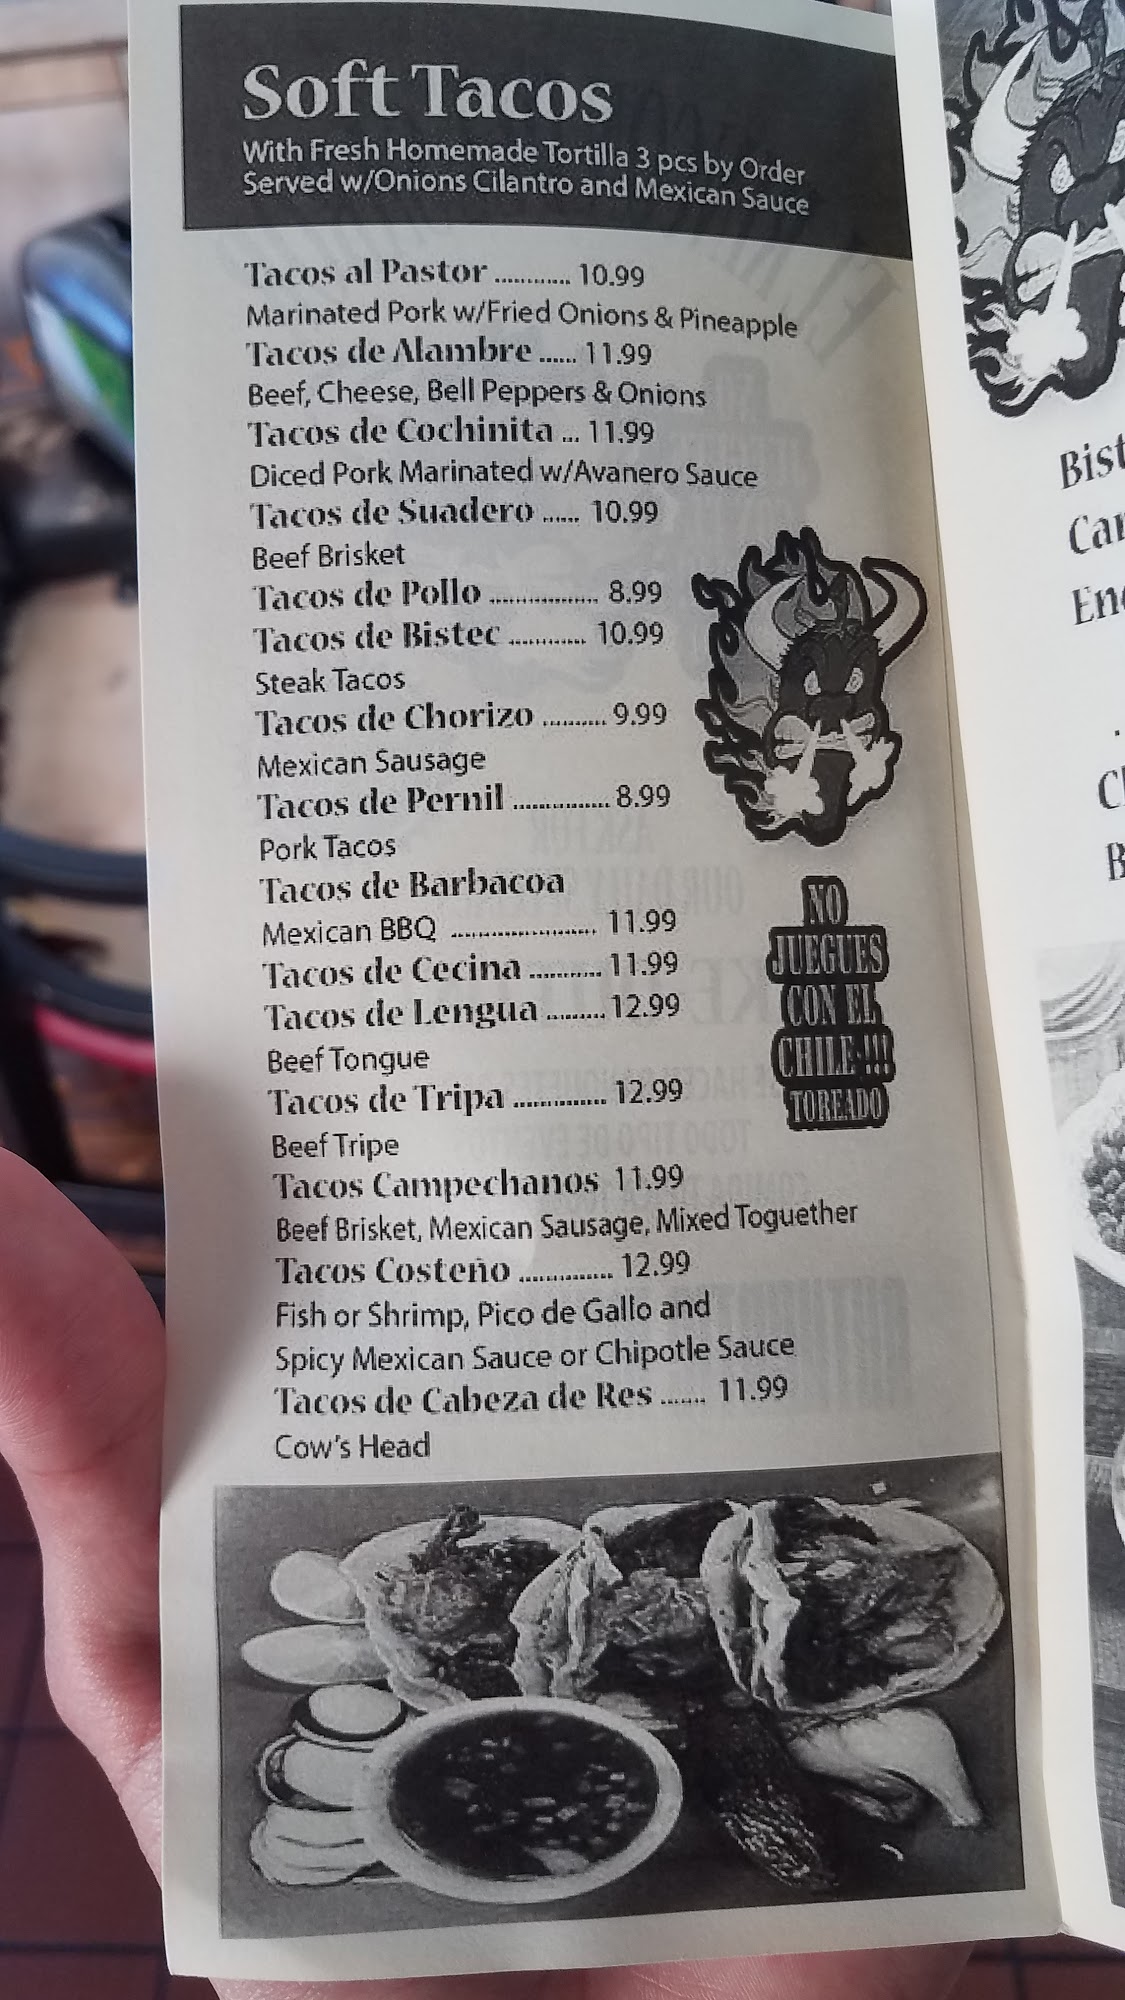 Soft Tacos
With Fresh Homemade Tortilla 3 pcs by Order
Served w/Onions Cilantro and Mexican Sauce
Tacos al Pastor ............ 10.99
Marinated Pork w/Fried Onions & Pineapple
Tacos de Alambre ...... 11.99
Beef, Cheese, Bell Peppers & Onions
Tacos de Cochinita ... 11.99
Diced Pork Marinated w/Avanero Sauce
Tacos de Suadero ...... 10.99
Beef Brisket
Tacos de Pollo ................. 8.99
Tacos de Bistec ............ 10.99
Steak Tacos
Tacos de Chorizo .......... 9.99
Mexican Sausage
Tacos de Pernil ............... 8.99
Pork Tacos
Tacos de Barbacoa
Mexican BBQ ....................... 11.99
Tacos de Cecina ........... 11.99
Tacos de Lengua ......... 12.99
Beef Tongue
Tacos de Tripa .............. 12.99
Beef Tripe
Tacos Campechanos 11.99
Beef Brisket, Mexican Sausage, Mixed Toguether
Tacos Costeño .............. 12.99
Fish or Shrimp, Pico de Gallo and
Spicy Mexican Sauce or Chipotle Sauce
Tacos de Cabeza de Res ....... 11.99
Cow's Head
NO
JUEGUES
CON EL
CHILE !!!
TOREADO